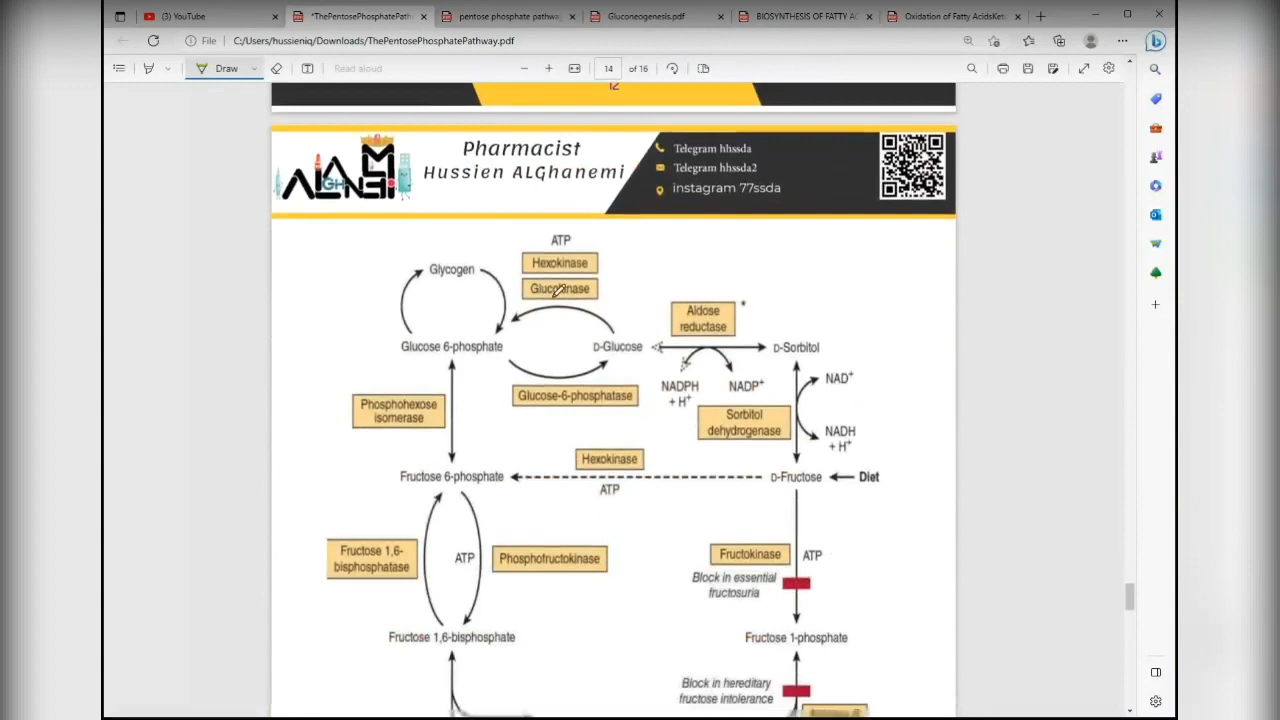 (3) YouTube
*ThePentosePhosphatePath
pentose phosphate pathwa
Gluconeogenesis.pdf
BIOSYNTHESIS OF FATTY AC
Oxidation of Fatty AcidsKet
File
C:/Users/hussieniq/Downloads/ThePentosePhosphatePathway.pdf
Draw
Read aloud
14 of 16
12
Pharmacist
Hussien ALGhanemi
Telegram hhssda
Telegram hhssda2
instagram 77ssda
ATP
Hexokinase
Glycogen
Glucokinase
Aldose
reductase
*
Glucose 6-phosphate
D-Glucose
D-Sorbitol
NADPH
+ H+
NADP+
NAD+
Glucose-6-phosphatase
Phosphohexose
isomerase
Sorbitol
dehydrogenase
NADH
+ H+
Hexokinase
Fructose 6-phosphate
D-Fructose
Diet
ATP
Fructose 1,6-
bisphosphatase
ATP
Phosphofructokinase
Fructokinase
ATP
Block in essential
fructosuria
Fructose 1,6-bisphosphate
Fructose 1-phosphate
Block in hereditary
fructose intolerance